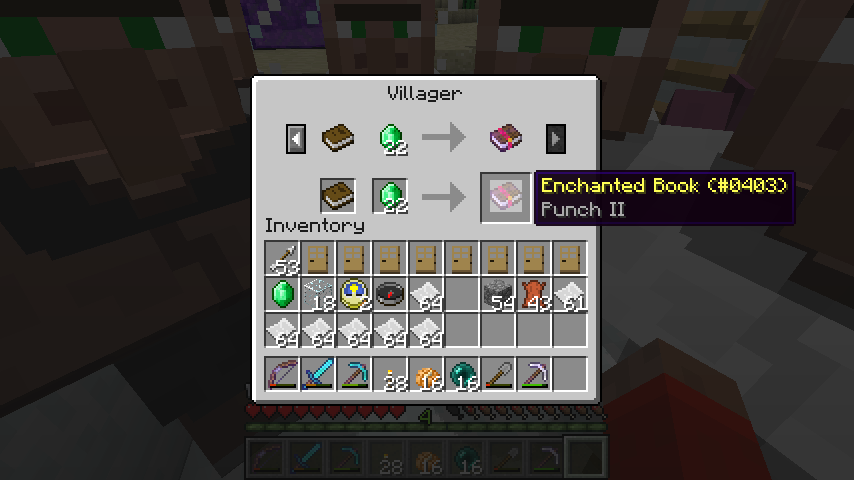 Villager
22
22
Enchanted Book (#0403)
Punch II
Inventory
53
18 2 64 54 43 61
64 64 64 64 64
28 16 16
4
28 16 16